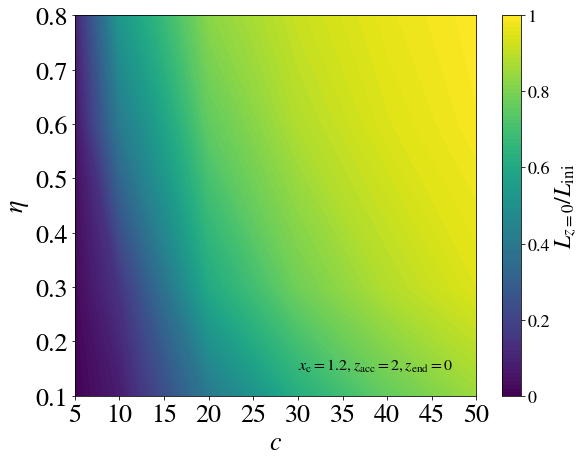 0.8
0.7
0.6
0.5
0.4
0.3
0.2
0.1
η
5 10 15 20 25 30 35 40 45 50
c
x_c = 1.2, z_acc = 2, z_end = 0
1
0.8
0.6
0.4
0.2
0
L_{z=0}/L_ini